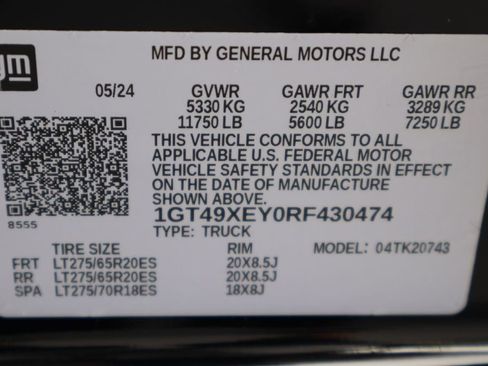 gm
MFD BY GENERAL MOTORS LLC
05/24 GVWR GAWR FRT GAWR RR
5330 KG 2540 KG 3289 KG
11750 LB 5600 LB 7250 LB
THIS VEHICLE CONFORMS TO ALL
APPLICABLE U.S. FEDERAL MOTOR
VEHICLE SAFETY STANDARDS IN EFFECT
ON THE DATE OF MANUFACTURE
SHOWN ABOVE.
1GT49XEY0RF430474
8555
TYPE: TRUCK
TIRE SIZE RIM MODEL: 04TK20743
FRT LT275/65R20ES 20X8.5J
RR LT275/65R20ES 20X8.5J
SPA LT275/70R18ES 18X8J